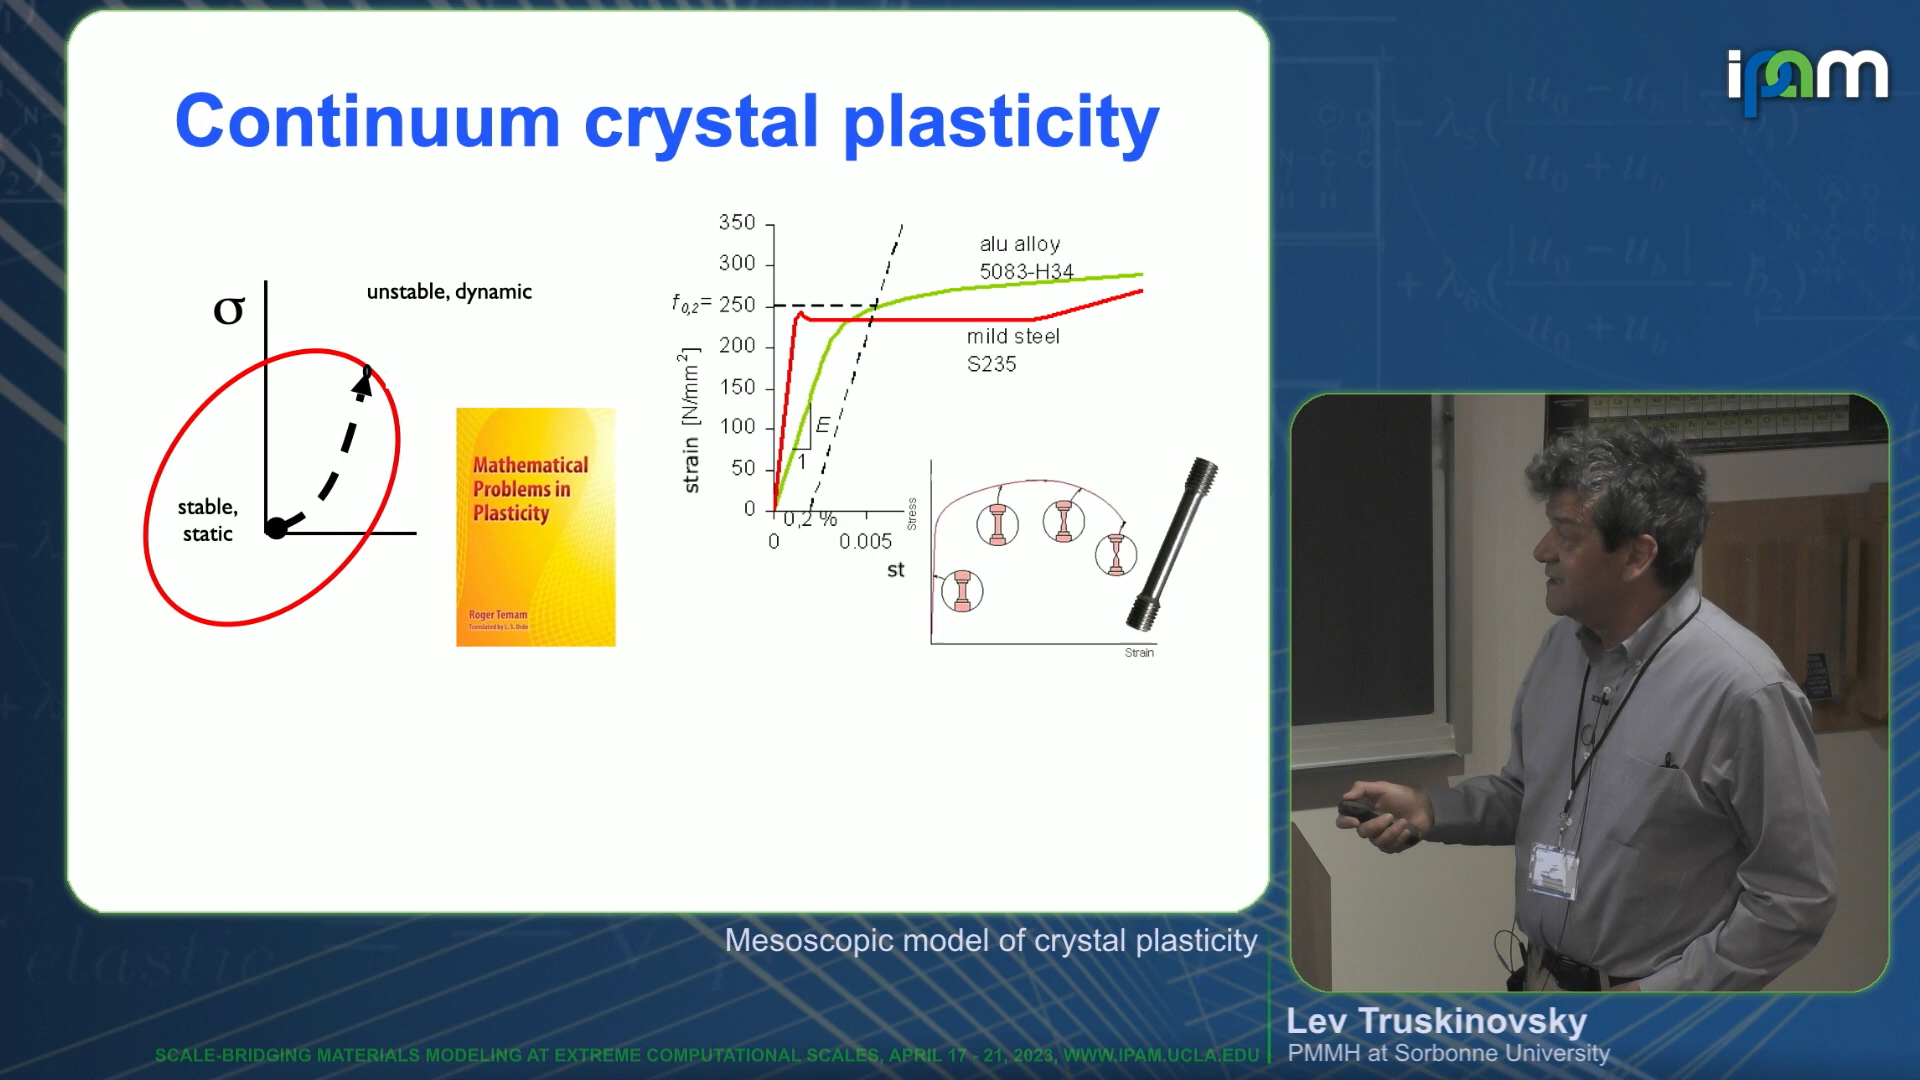 Continuum crystal plasticity
σ
unstable, dynamic
stable,
static
Mathematical
Problems in
Plasticity
Roger Temam
Translated by L. S. Orde
strain [N/mm²]
350
300
f0,2= 250
200
150
100
50
0
alu alloy
5083-H34
mild steel
S235
E
1
0,2 %
0
0.005
st
Stress
Strain
ipam
Mesoscopic model of crystal plasticity
Lev Truskinovsky
PMMH at Sorbonne University
SCALE-BRIDGING MATERIALS MODELING AT EXTREME COMPUTATIONAL SCALES, APRIL 17 - 21, 2023, WWW.IPAM.UCLA.EDU
elastic